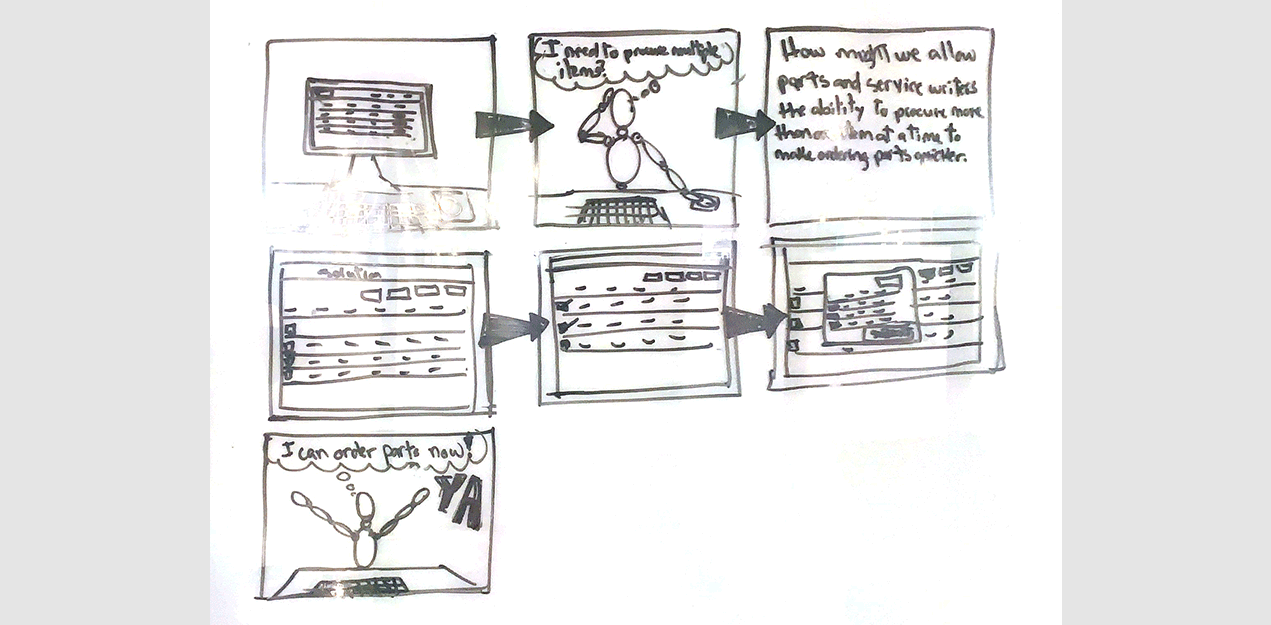 I need to procure multiple
items?
How might we allow
parts and service writers
the ability to procure more
than item at a time to
make ordering parts quicker.
solution
I can order parts now!
YA